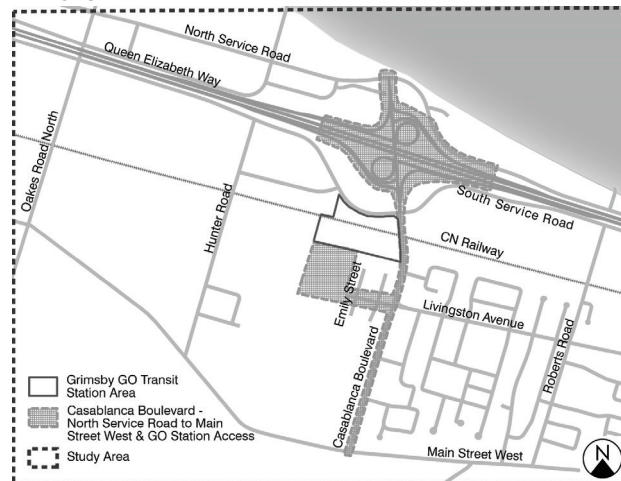 North Service Road
Queen Elizabeth Way
Oakes Road North
Hunter Road
South Service Road
CN Railway
Emily Street
Livingston Avenue
Casablanca Boulevard
Roberts Road
Main Street West
Grimsby GO Transit
Station Area
Casablanca Boulevard -
North Service Road to Main
Street West & GO Station Access
Study Area
N